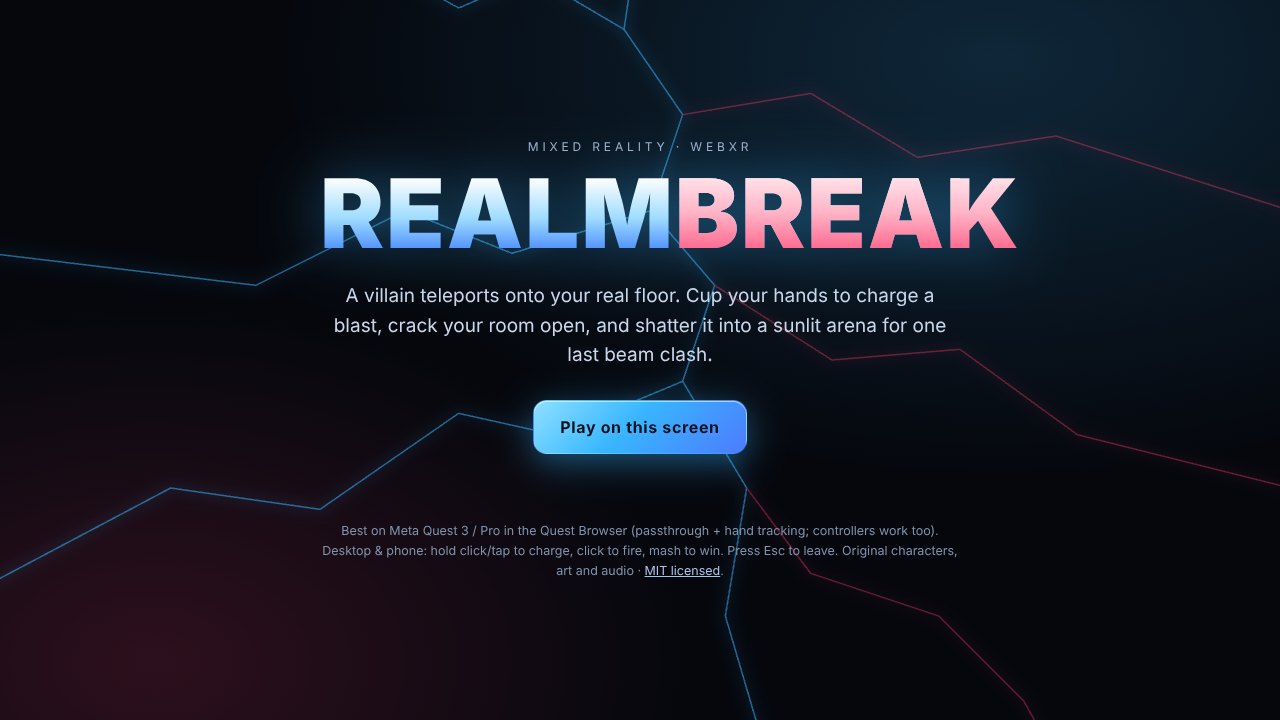 MIXED REALITY · WEBXR
REALMBREAK
A villain teleports onto your real floor. Cup your hands to charge a
blast, crack your room open, and shatter it into a sunlit arena for one
last beam clash.
Play on this screen
Best on Meta Quest 3 / Pro in the Quest Browser (passthrough + hand tracking; controllers work too).
Desktop & phone: hold click/tap to charge, click to fire, mash to win. Press Esc to leave. Original characters,
art and audio · MIT licensed.